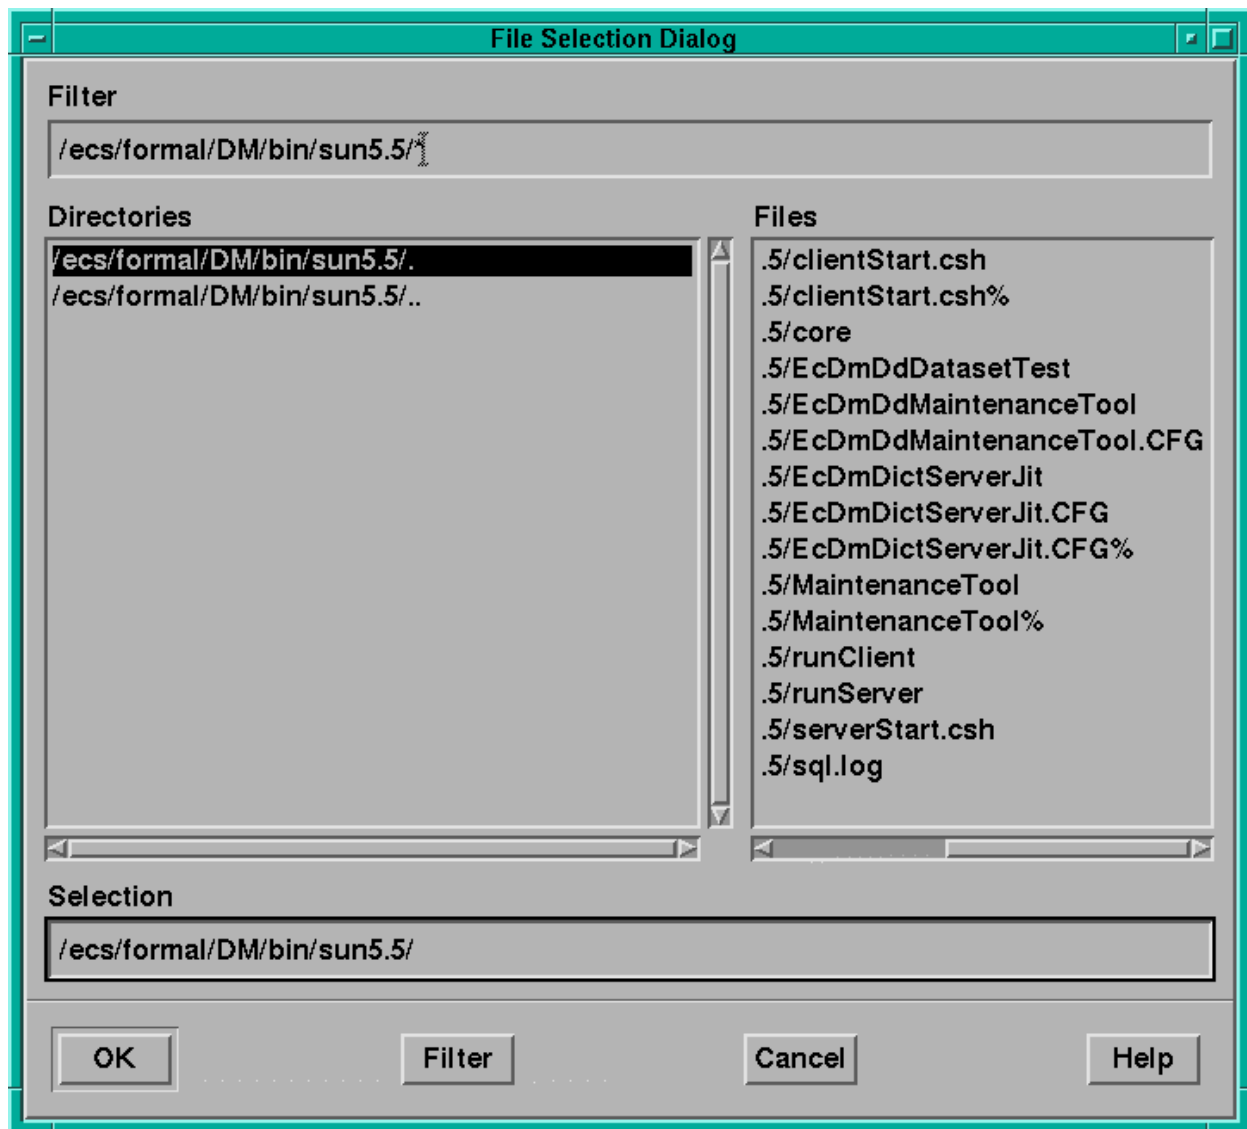 File Selection Dialog
Filter
/ecs/formal/DM/bin/sun5.5/*
Directories
/ecs/formal/DM/bin/sun5.5/.
/ecs/formal/DM/bin/sun5.5/..
Files
.5/clientStart.csh
.5/clientStart.csh%
.5/core
.5/EcDmDdDatasetTest
.5/EcDmDdMaintenanceTool
.5/EcDmDdMaintenanceTool.CFG
.5/EcDmDictServerJit
.5/EcDmDictServerJit.CFG
.5/EcDmDictServerJit.CFG%
.5/MaintenanceTool
.5/MaintenanceTool%
.5/runClient
.5/runServer
.5/serverStart.csh
.5/sql.log
Selection
/ecs/formal/DM/bin/sun5.5/
OK Filter Cancel Help